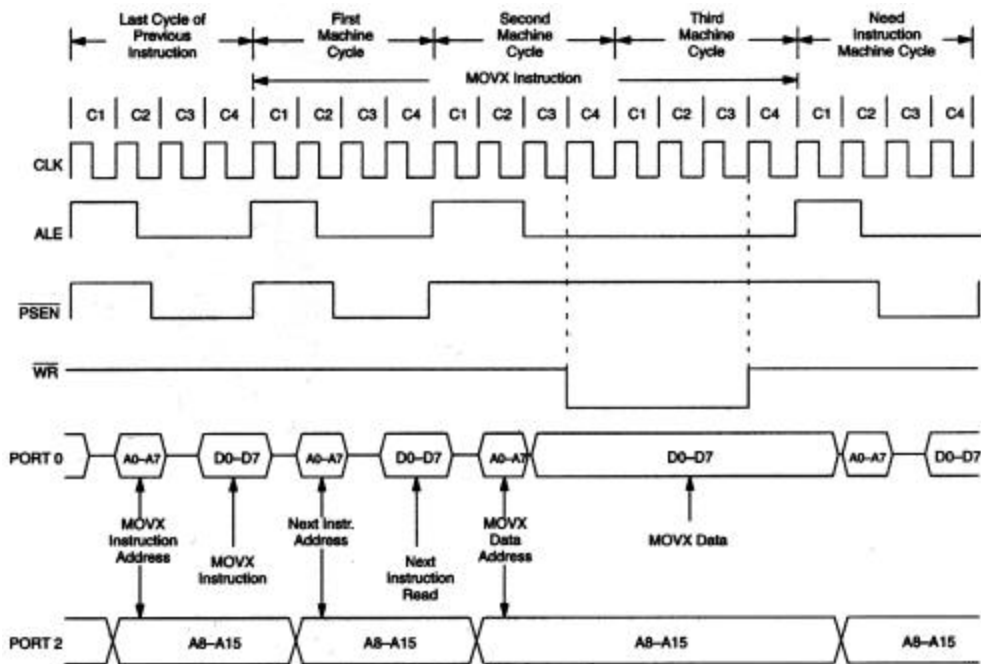 Last Cycle of
Previous
Instruction
First
Machine
Cycle
Second
Machine
Cycle
Third
Machine
Cycle
Need
Instruction
Machine Cycle
MOVX Instruction
C1 C2 C3 C4 C1 C2 C3 C4 C1 C2 C3 C4 C1 C2 C3 C4 C1 C2 C3 C4
CLK
ALE
PSEN
WR
PORT 0 A0–A7 D0–D7 A0–A7 D0–D7 A0–A7 D0–D7 A0–A7 D0–D7
MOVX
Instruction
Address
MOVX
Instruction
Next Instr.
Address
Next
Instruction
Read
MOVX
Data
Address
MOVX Data
PORT 2 A8–A15 A8–A15 A8–A15 A8–A15